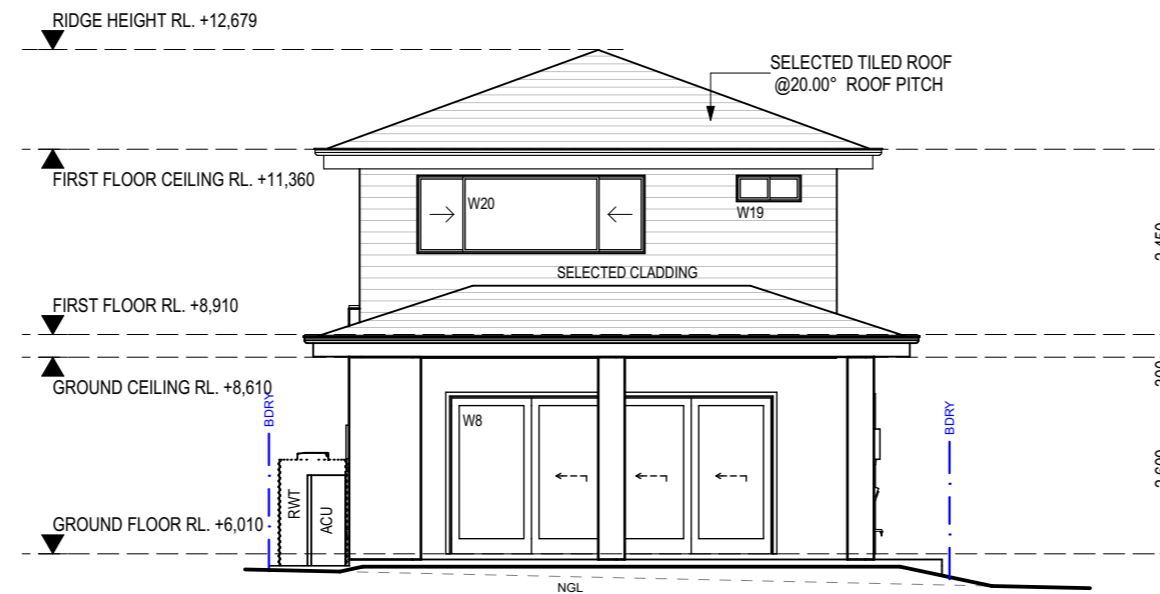 RIDGE HEIGHT RL. +12,679
SELECTED TILED ROOF
@20.00° ROOF PITCH
FIRST FLOOR CEILING RL. +11,360
W20
W19
SELECTED CLADDING
FIRST FLOOR RL. +8,910
GROUND CEILING RL. +8,610
BDRY
BDRY
W8
RWT
ACU
GROUND FLOOR RL. +6,010
NGL